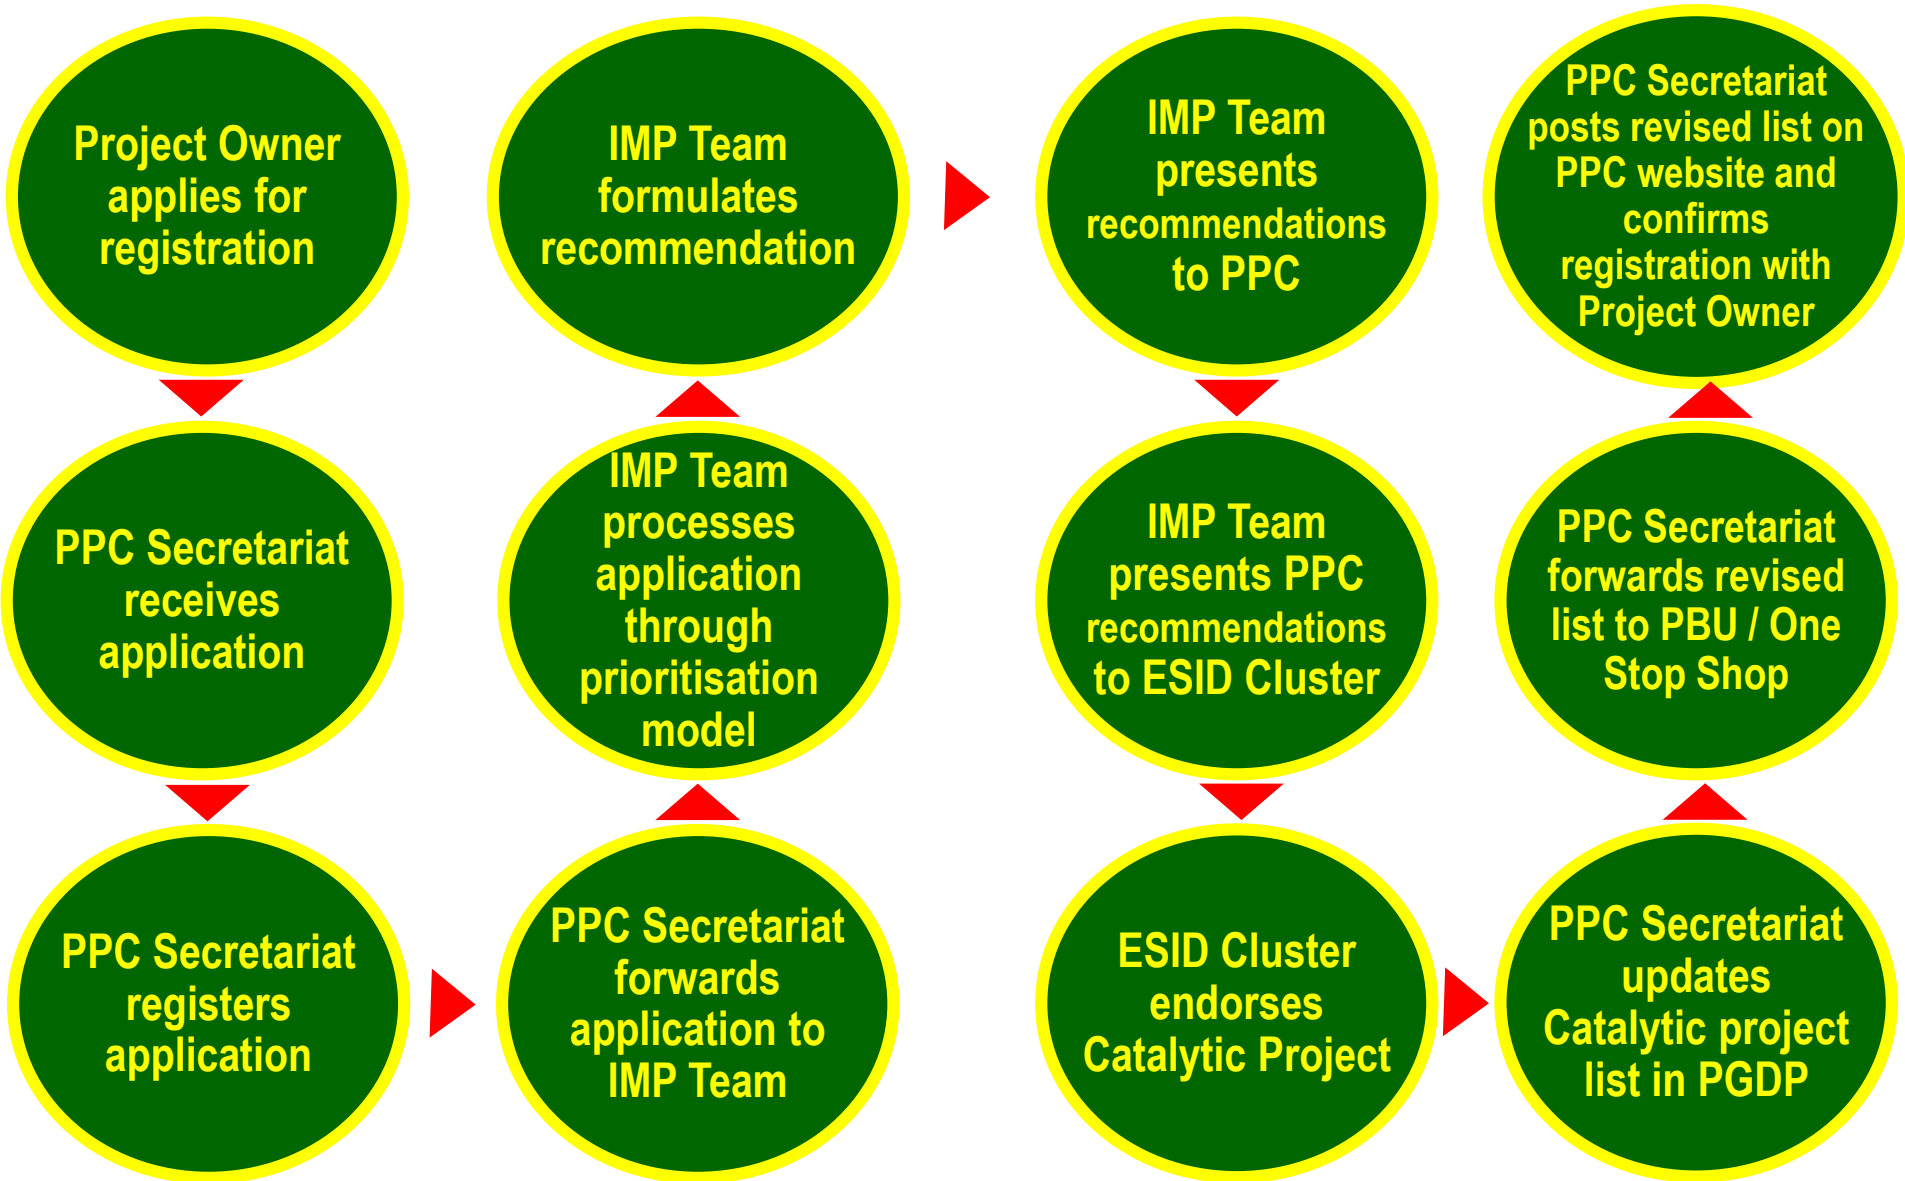 Project Owner
applies for
registration
PPC Secretariat
receives
application
PPC Secretariat
registers
application
PPC Secretariat
forwards
application to
IMP Team
IMP Team
processes
application
through
prioritisation
model
IMP Team
formulates
recommendation
IMP Team
presents
recommendations
to PPC
IMP Team
presents PPC
recommendations
to ESID Cluster
ESID Cluster
endorses
Catalytic Project
PPC Secretariat
updates
Catalytic project
list in PGDP
PPC Secretariat
forwards revised
list to PBU / One
Stop Shop
PPC Secretariat
posts revised list on
PPC website and
confirms
registration with
Project Owner